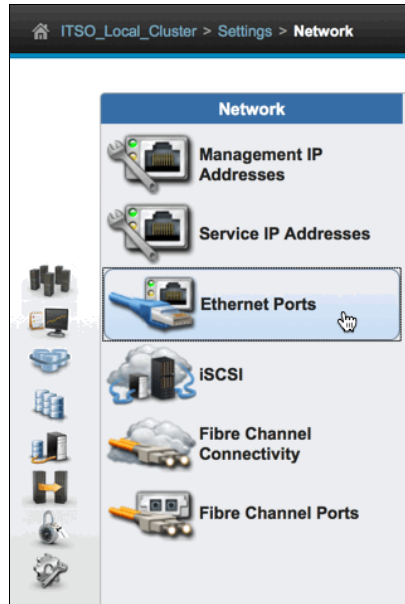 ITSO_Local_Cluster > Settings > Network
Network
Management IP
Addresses
Service IP Addresses
Ethernet Ports
iSCSI
Fibre Channel
Connectivity
Fibre Channel Ports